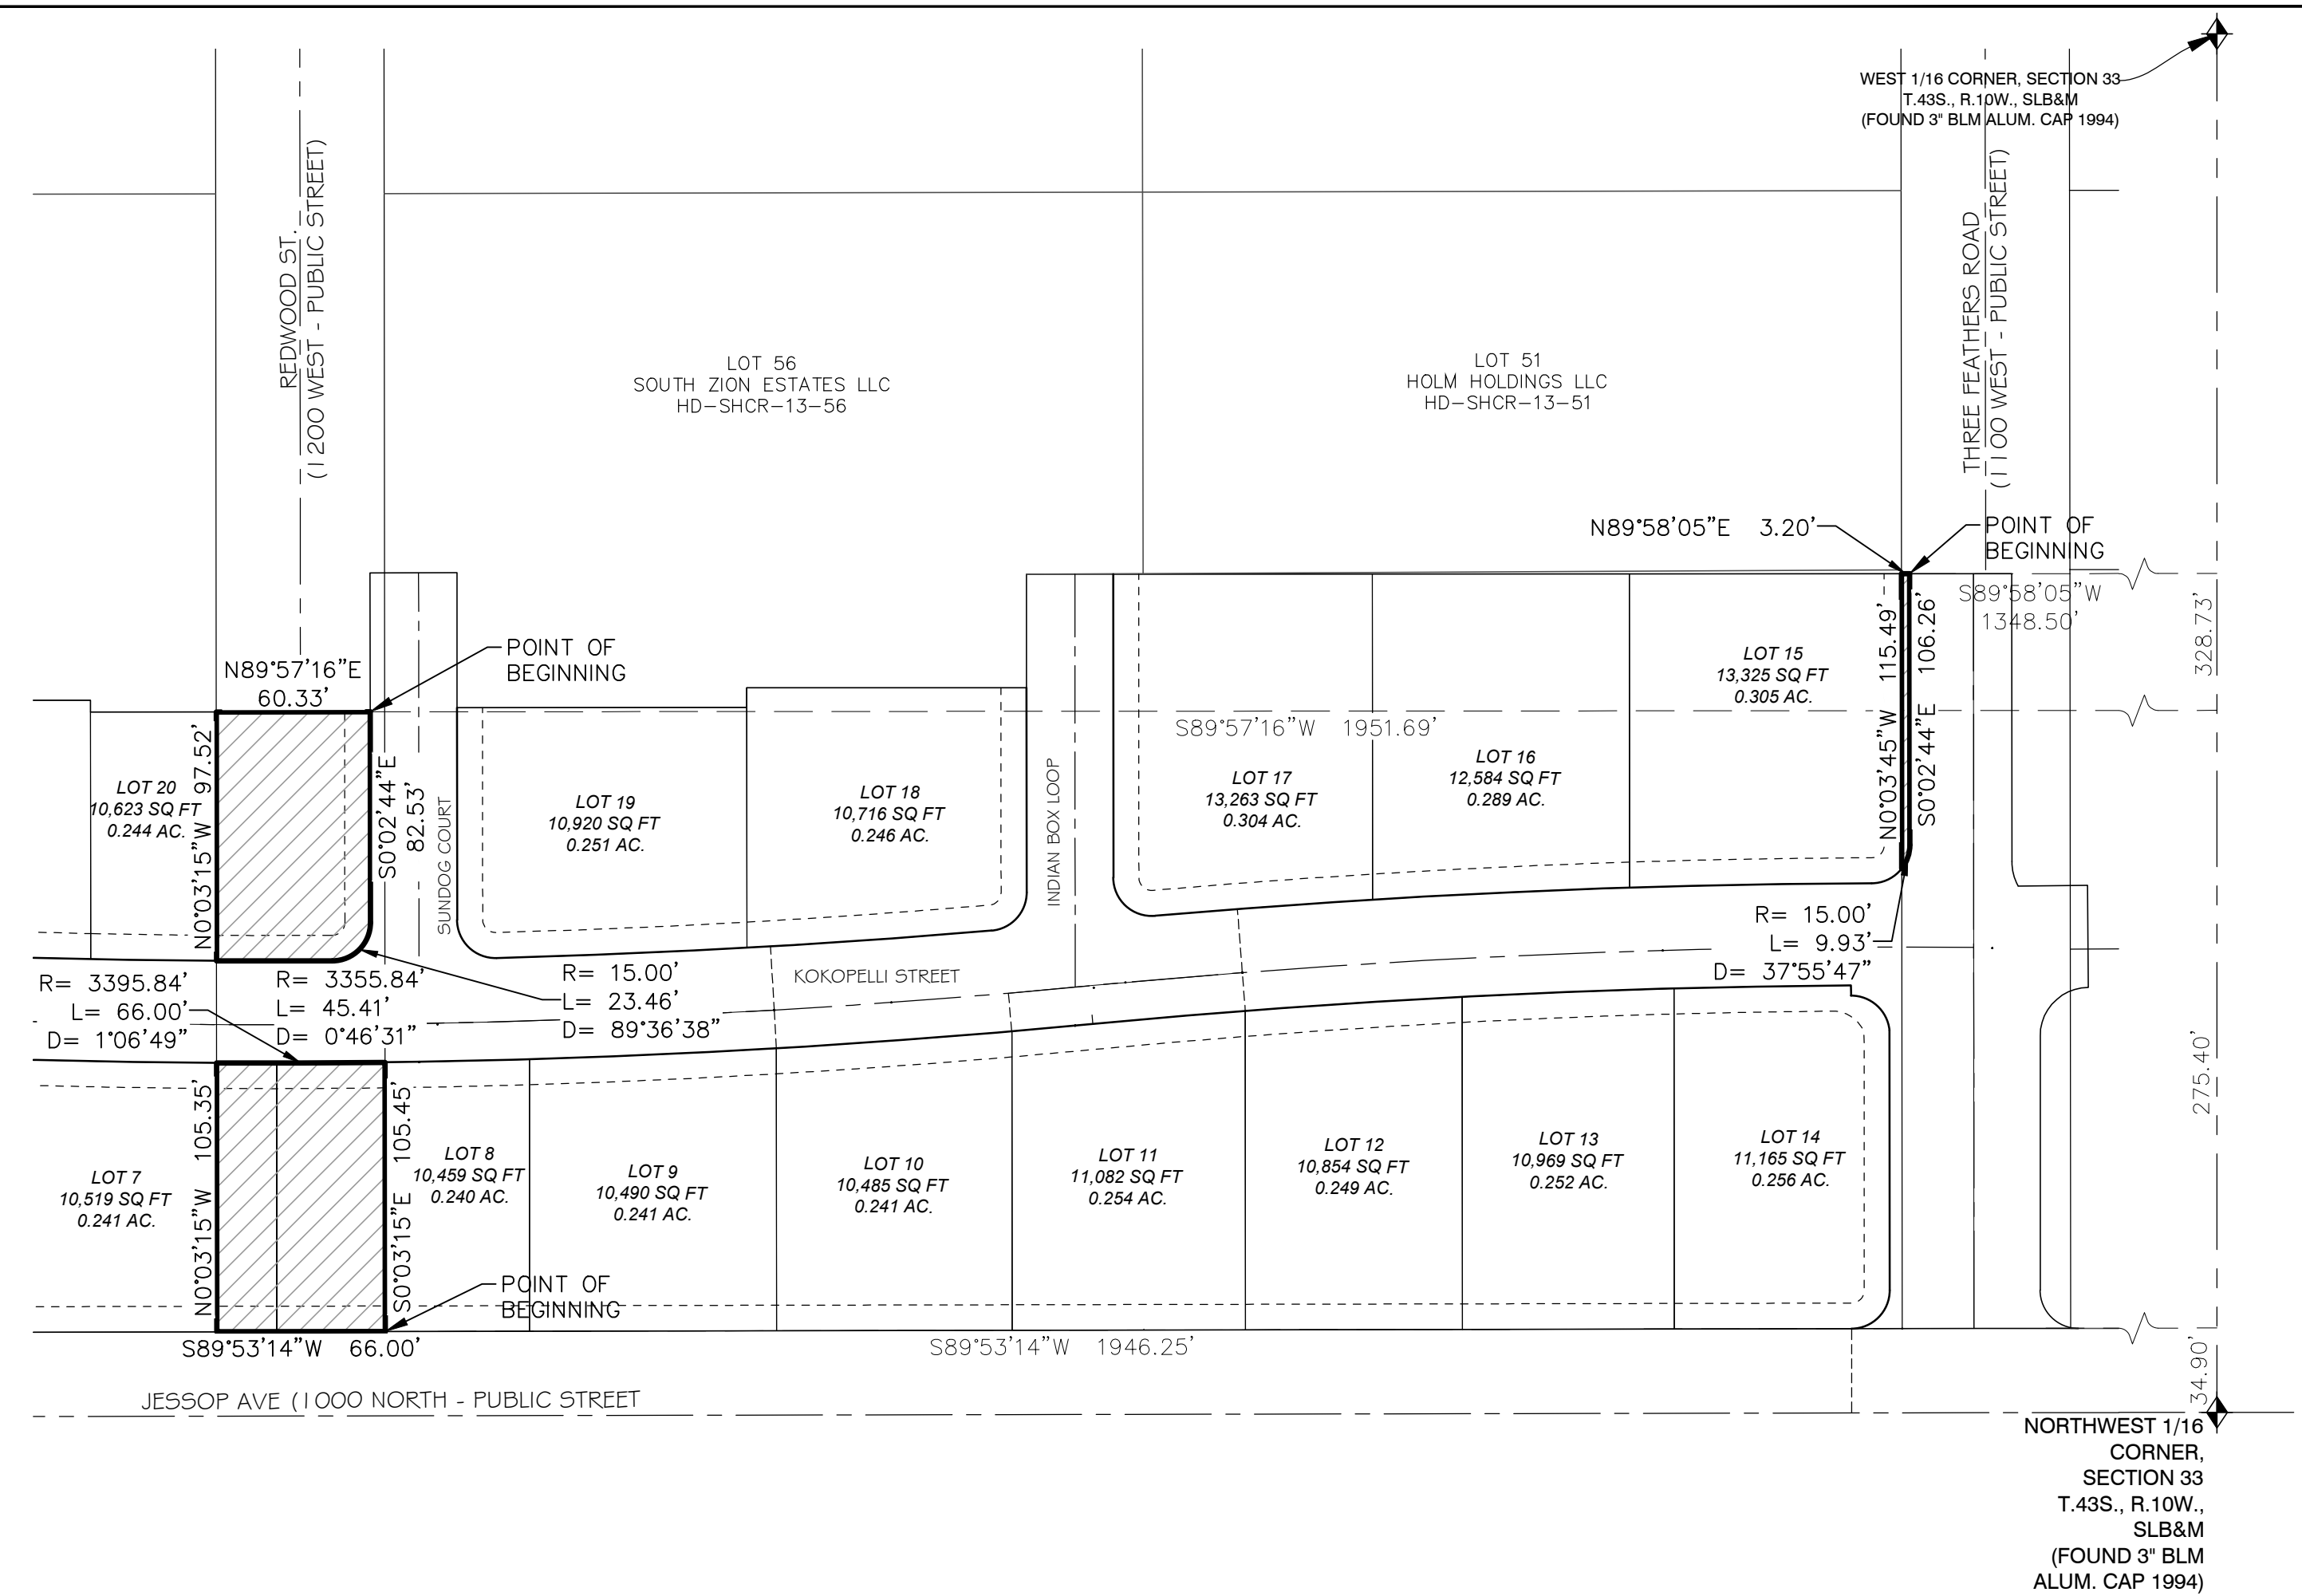 WEST 1/16 CORNER, SECTION 33
T.43S., R.10W., SLB&M
(FOUND 3" BLM ALUM. CAP 1994)
REDWOOD ST.
(1200 WEST - PUBLIC STREET)
THREE FEATHERS ROAD
(1100 WEST - PUBLIC STREET)
LOT 56
SOUTH ZION ESTATES LLC
HD-SHCR-13-56
LOT 51
HOLM HOLDINGS LLC
HD-SHCR-13-51
N89°58'05"E 3.20'
POINT OF
BEGINNING
S89°58'05"W
1348.50'
328.73'
N0°03'45"W 115.49'
S0°02'44"E 106.26'
POINT OF
BEGINNING
N89°57'16"E
60.33'
S89°57'16"W 1951.69'
N0°03'15"W 97.52'
S0°02'44"E
82.53'
SUNDOG COURT
INDIAN BOX LOOP
LOT 20
10,623 SQ FT
0.244 AC.
LOT 19
10,920 SQ FT
0.251 AC.
LOT 18
10,716 SQ FT
0.246 AC.
LOT 17
13,263 SQ FT
0.304 AC.
LOT 16
12,584 SQ FT
0.289 AC.
LOT 15
13,325 SQ FT
0.305 AC.
R= 15.00'
L= 9.93'
D= 37°55'47"
R= 3395.84'
L= 66.00'
D= 1°06'49"
R= 3355.84'
L= 45.41'
D= 0°46'31"
R= 15.00'
L= 23.46'
D= 89°36'38"
KOKOPELLI STREET
275.40'
N0°03'15"W 105.35'
S0°03'15"E 105.45'
LOT 7
10,519 SQ FT
0.241 AC.
LOT 8
10,459 SQ FT
0.240 AC.
LOT 9
10,490 SQ FT
0.241 AC.
LOT 10
10,485 SQ FT
0.241 AC.
LOT 11
11,082 SQ FT
0.254 AC.
LOT 12
10,854 SQ FT
0.249 AC.
LOT 13
10,969 SQ FT
0.252 AC.
LOT 14
11,165 SQ FT
0.256 AC.
POINT OF
BEGINNING
S89°53'14"W 66.00'
S89°53'14"W 1946.25'
34.90'
JESSOP AVE (1000 NORTH - PUBLIC STREET
NORTHWEST 1/16
CORNER,
SECTION 33
T.43S., R.10W.,
SLB&M
(FOUND 3" BLM
ALUM. CAP 1994)